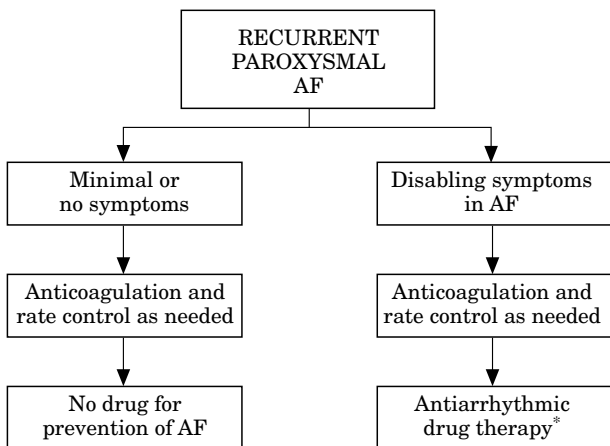 RECURRENT
PAROXYSMAL
AF
Minimal or
no symptoms
Disabling symptoms
in AF
Anticoagulation and
rate control as needed
Anticoagulation and
rate control as needed
No drug for
prevention of AF
Antiarrhythmic
drug therapy*